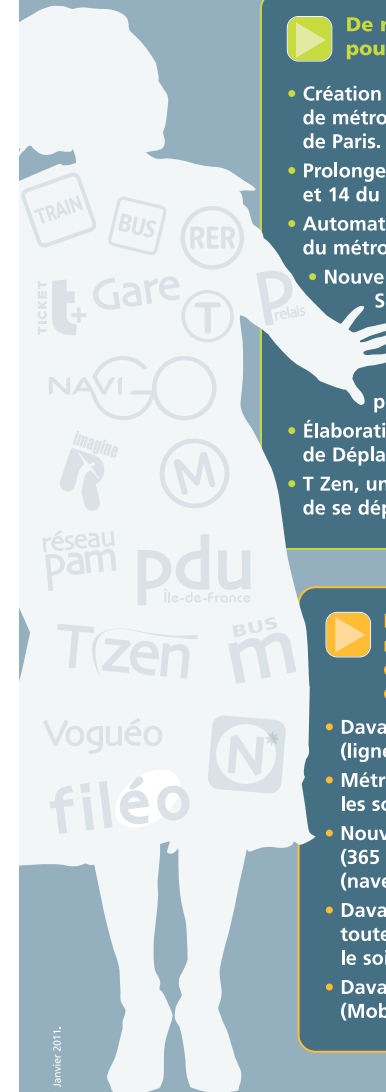 De
pou
• Création
de métro
de Paris.
• Prolonge
et 14 du
• Automat
du métro
• Nouve
S
p
• Élaborati
de Dépla
• T Zen, un
de se dép
TRAIN
BUS
RER
TICKET
t+
Gare
T
P
relais
NAVIGO
imagine
R
M
réseau
pam
pdu
Île-de-France
T zen
BUS
m
Voguéo
N
filéo
• Dava
(ligne
• Métr
les so
• Nouv
(365
(nave
• Dava
toute
le soi
• Dava
(Mob
Janvier 2011.